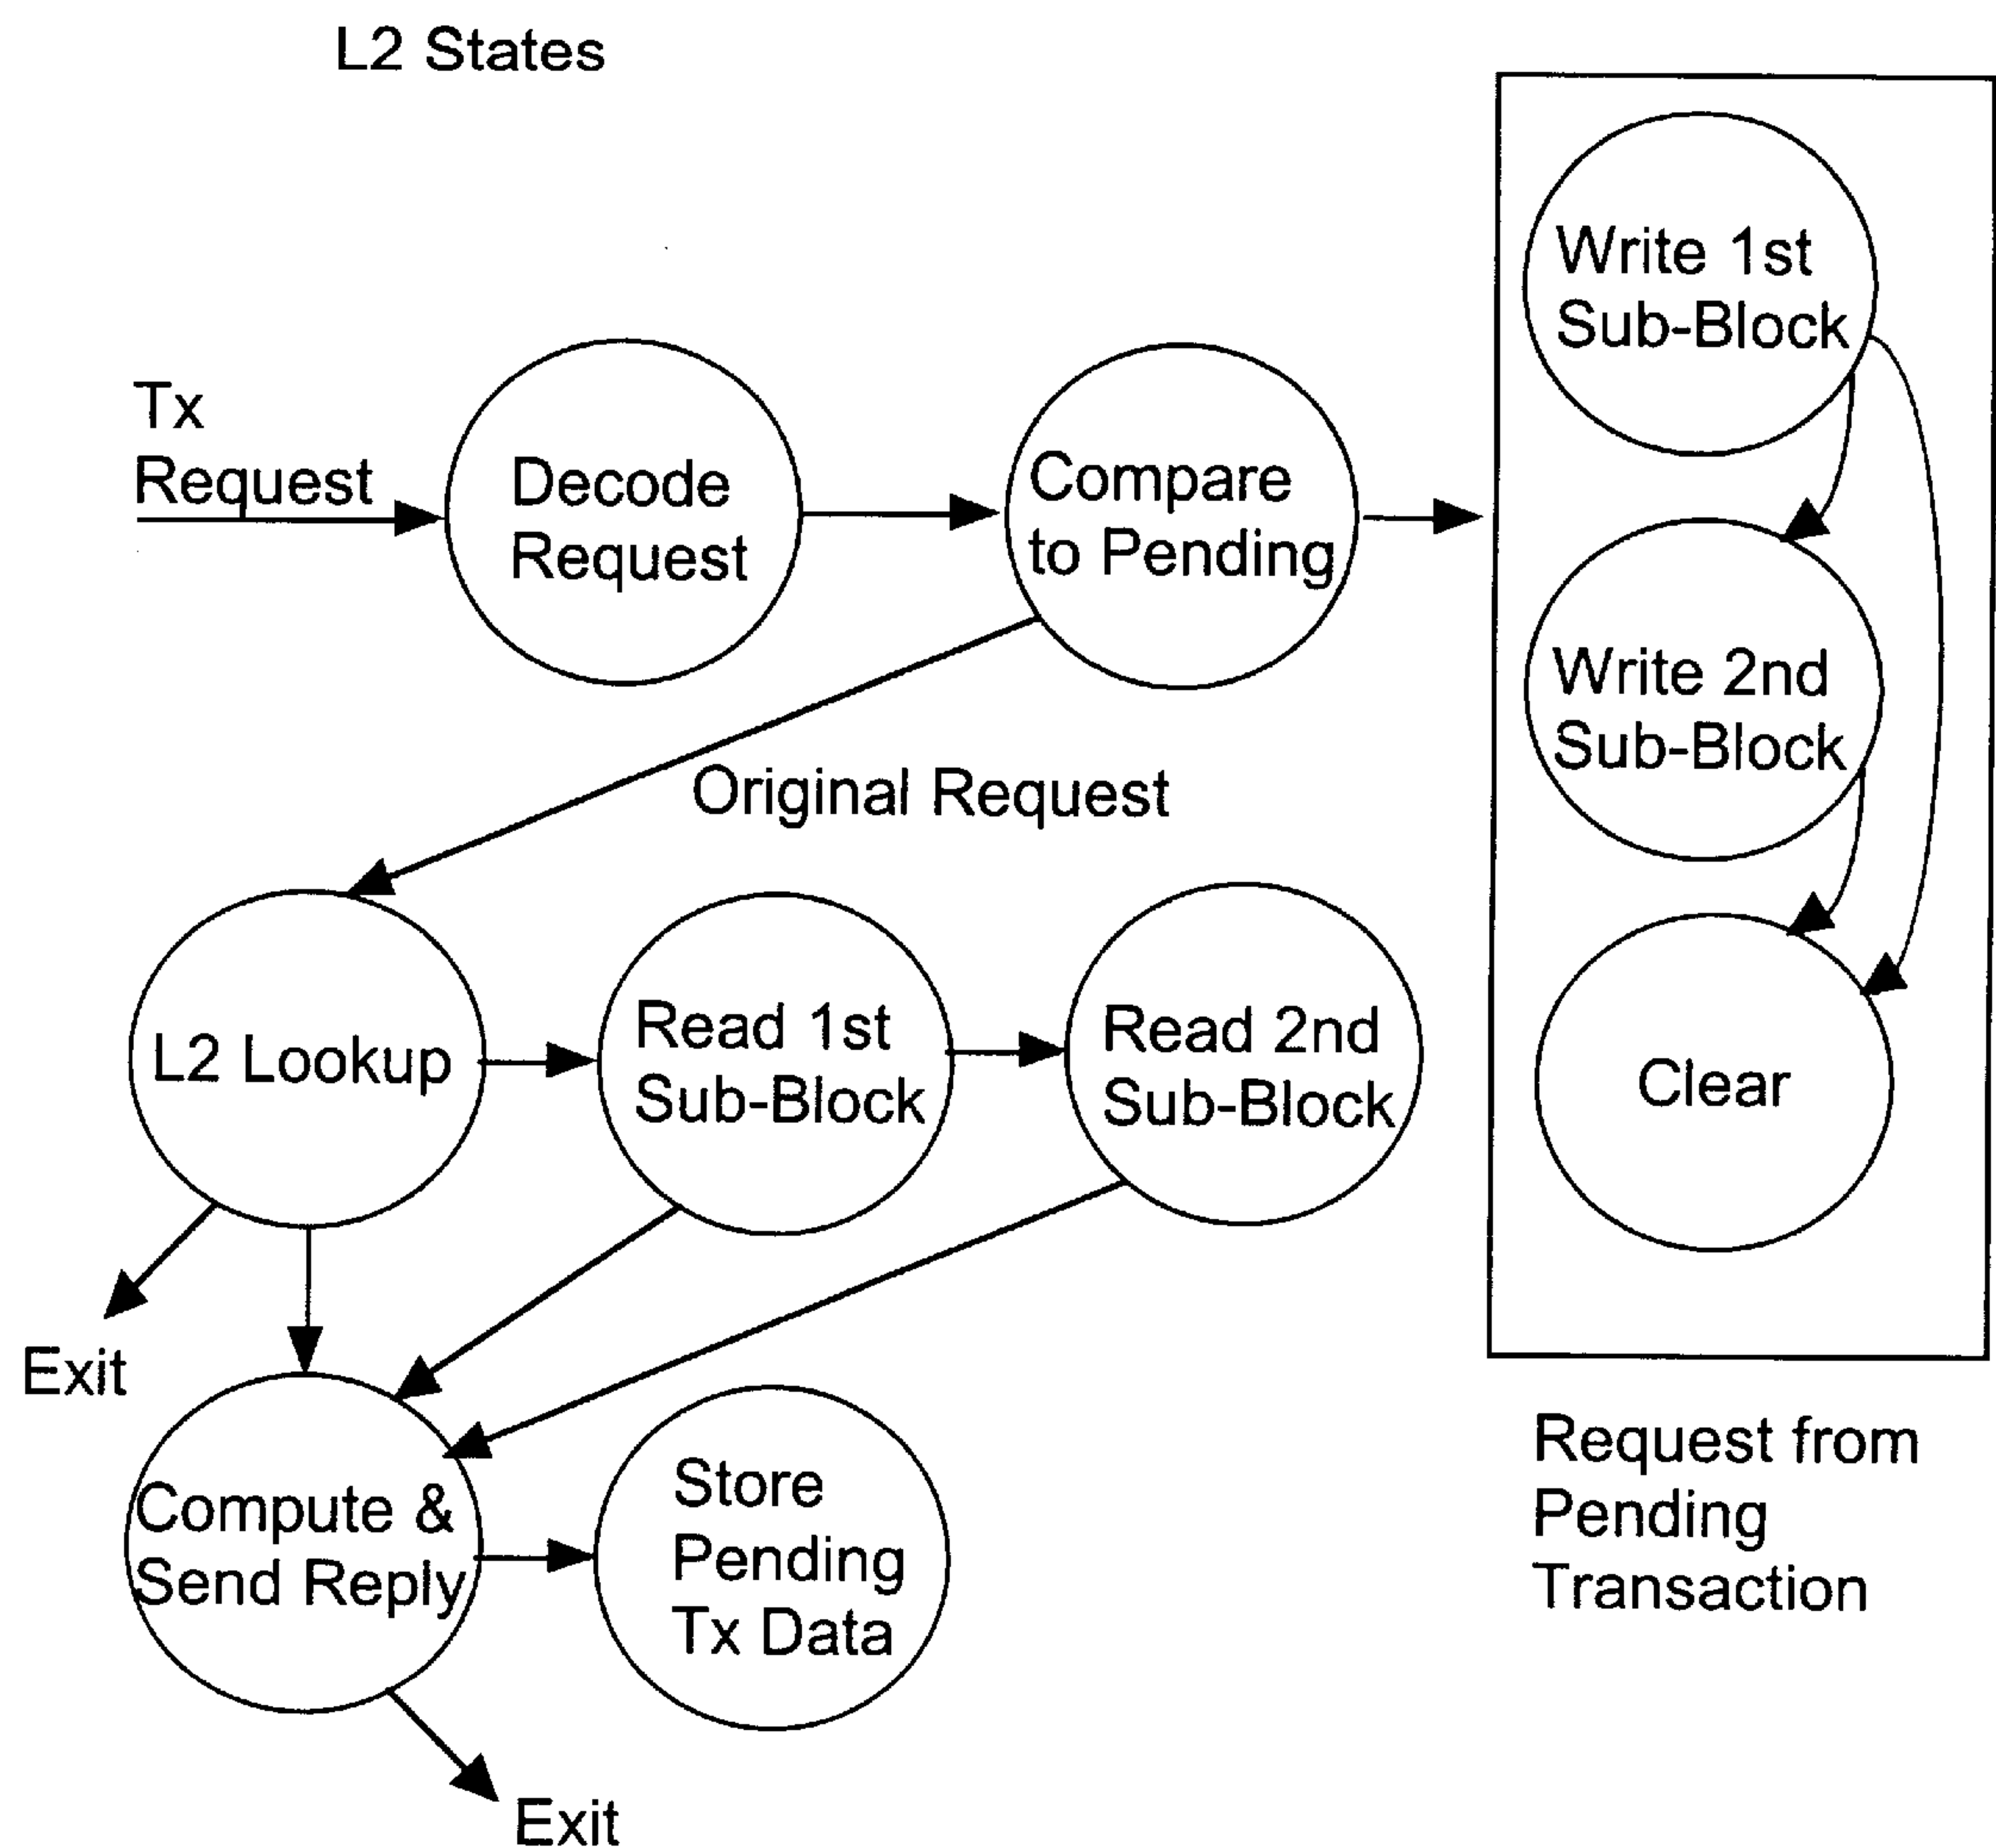 L2 States
Write 1st
Sub-Block
Tx
Request
Decode
Request
Compare
to Pending
Write 2nd
Sub-Block
Original Request
L2 Lookup
Read 1st
Sub-Block
Read 2nd
Sub-Block
Clear
Exit
Compute &
Send Reply
Store
Pending
Tx Data
Request from
Pending
Transaction
Exit